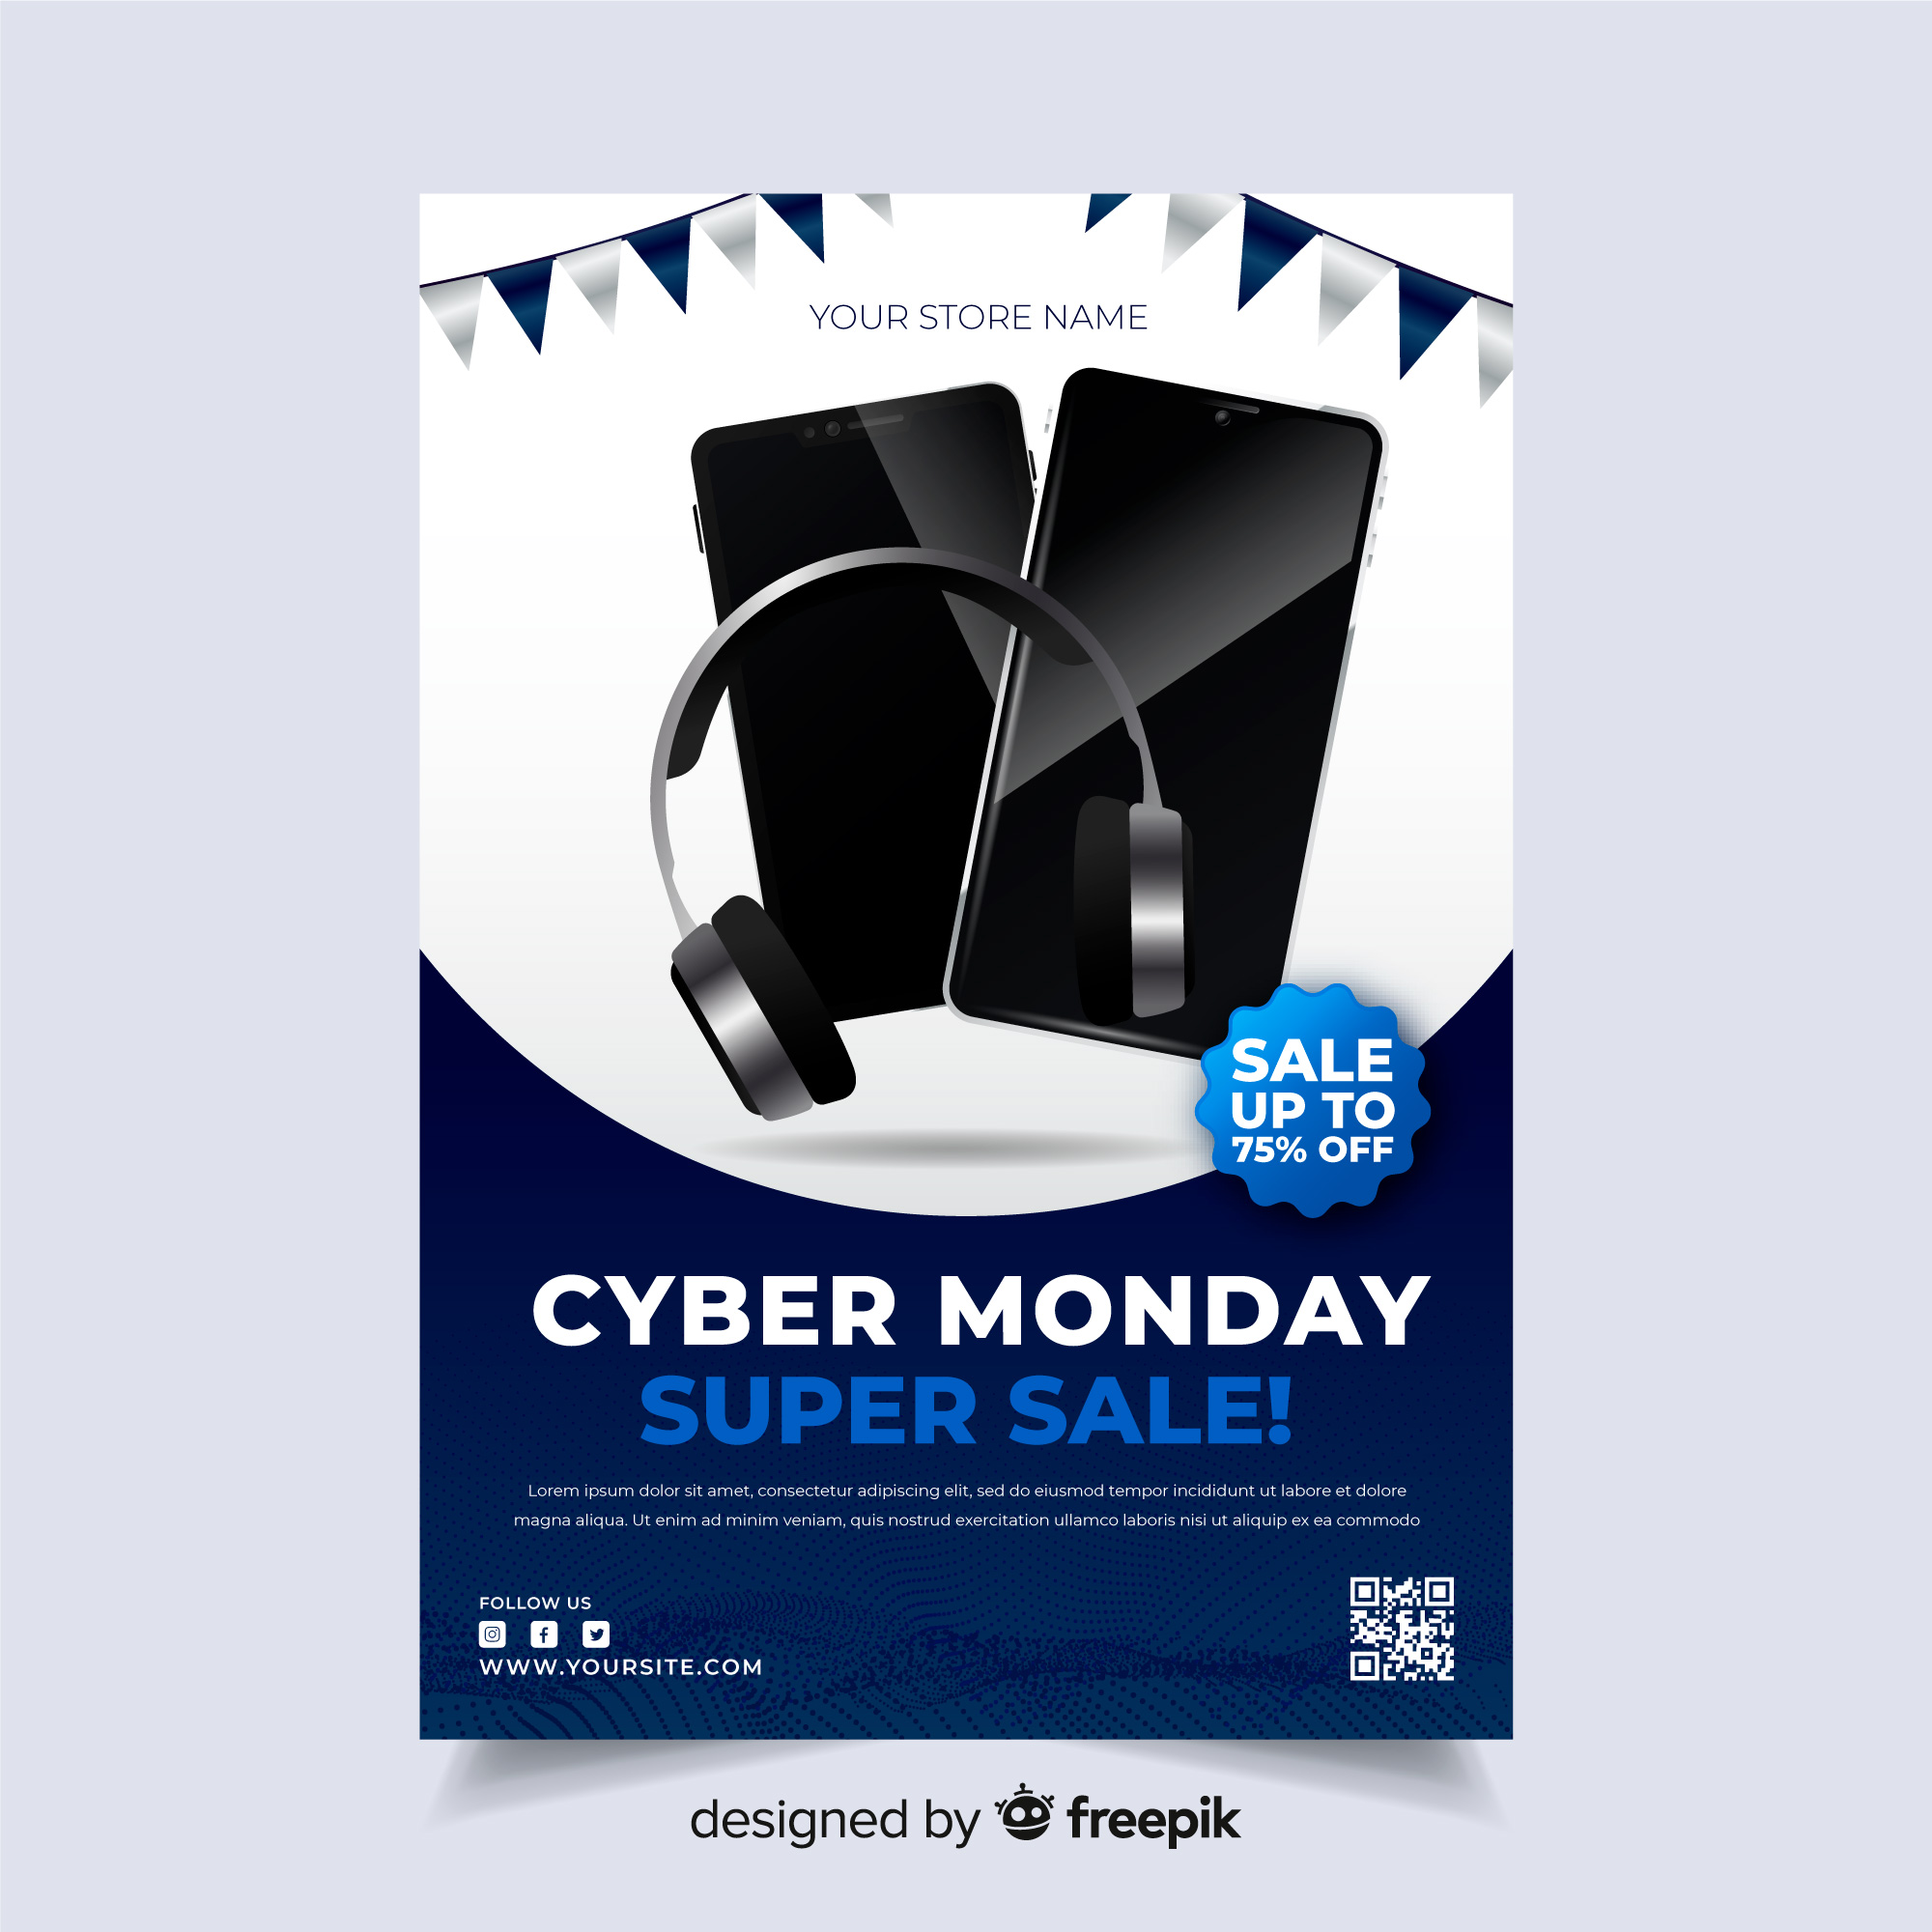 YOUR STORE NAME
SALE
UP TO
75% OFF
CYBER MONDAY
SUPER SALE!
Lorem ipsum dolor sit amet, consectetur adipiscing elit, sed do eiusmod tempor incididunt ut labore et dolore
magna aliqua. Ut enim ad minim veniam, quis nostrud exercitation ullamco laboris nisi ut aliquip ex ea commodo
FOLLOW US
WWW.YOURSITE.COM
designed by freepik